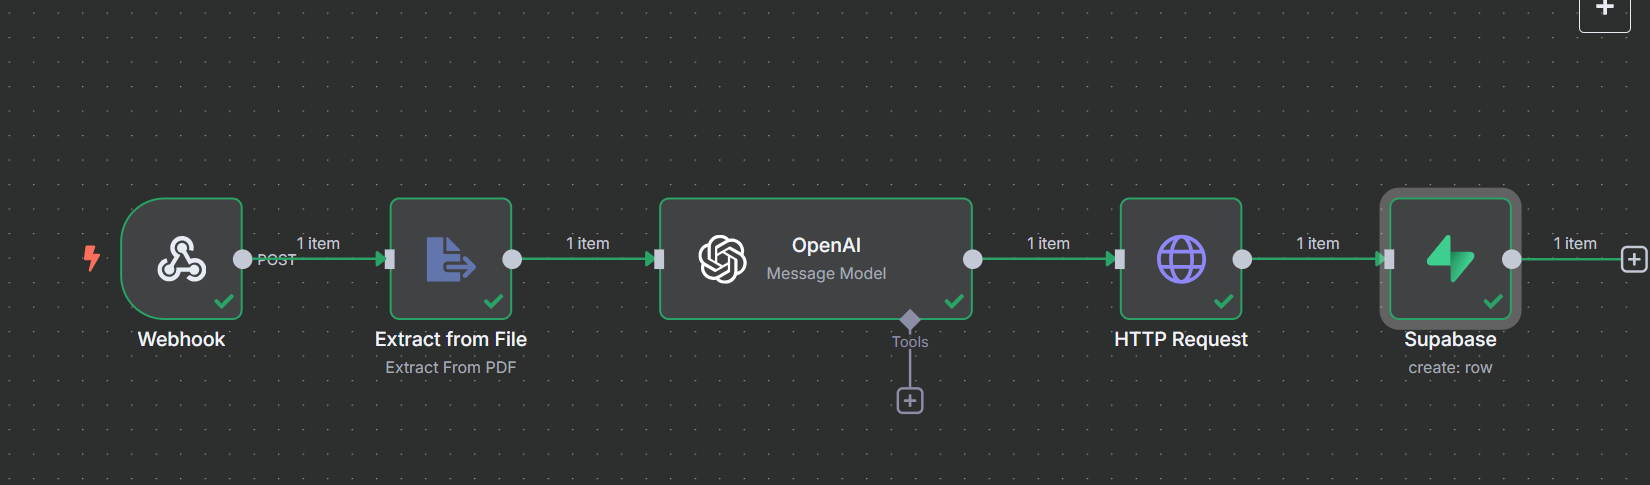 POST
1 item
1 item
1 item
1 item
1 item
OpenAI
Message Model
Tools
Webhook
Extract from File
Extract From PDF
HTTP Request
Supabase
create: row